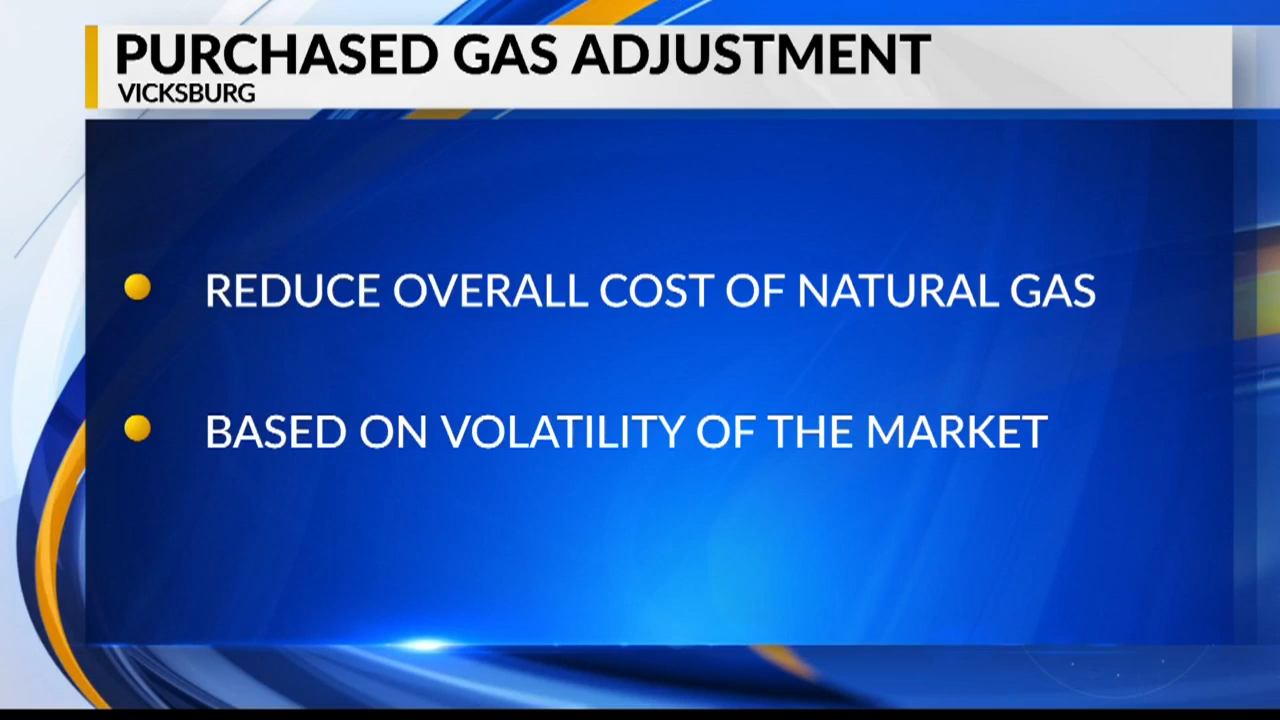 PURCHASED GAS ADJUSTMENT
VICKSBURG
REDUCE OVERALL COST OF NATURAL GAS
BASED ON VOLATILITY OF THE MARKET